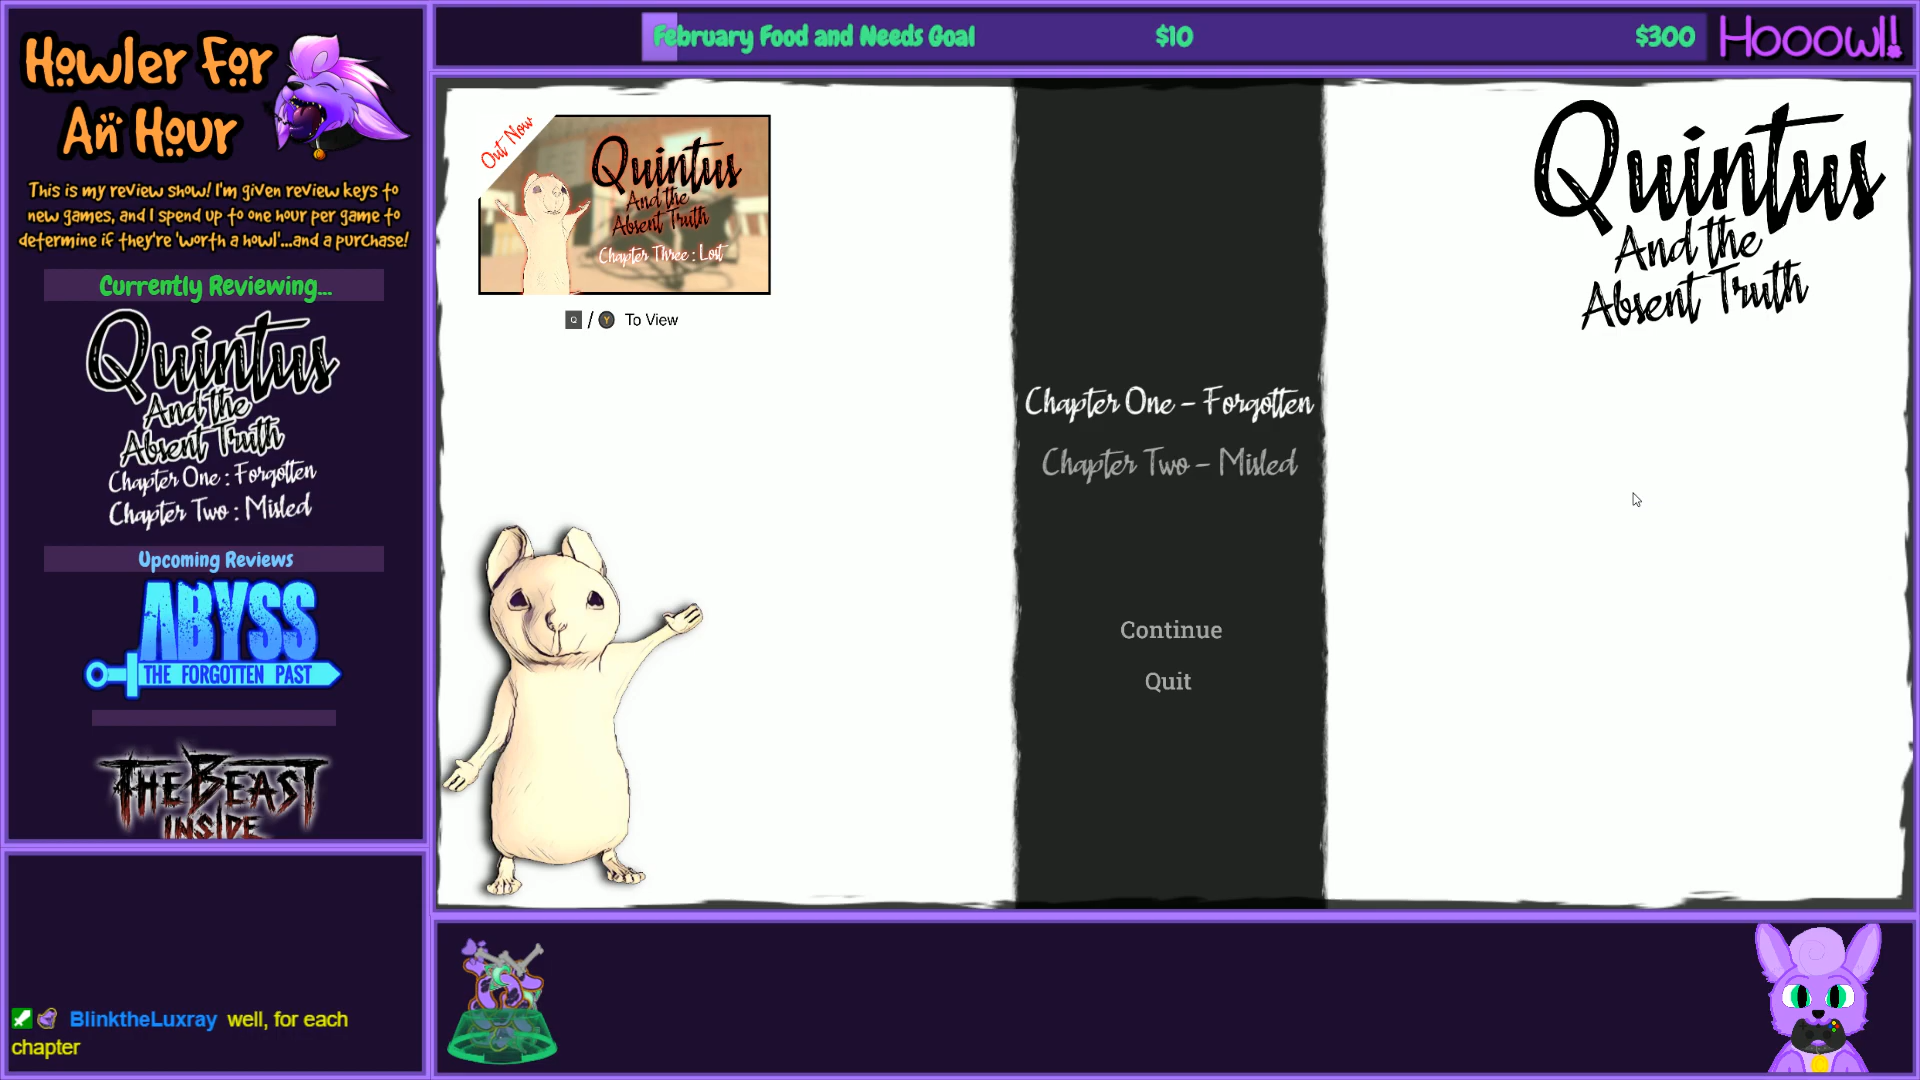 Howler For
An Hour
This is my review show! I'm given review keys to
new games, and I spend up to one hour per game to
determine if they're 'worth a howl'...and a purchase!
Currently Reviewing...
Quintus
And the
Absent Truth
Chapter One : Forgotten
Chapter Two : Misled
Upcoming Reviews
ABYSS
THE FORGOTTEN PAST
THE BEAST
INSIDE
BlinktheLuxray well, for each
chapter
February Food and Needs Goal $10 $300
Hooowl!
Out Now
Quintus
And the
Absent Truth
Chapter Three : Lost
Q / Y To View
Chapter One - Forgotten
Chapter Two - Misled
Continue
Quit
Quintus
And the
Absent Truth